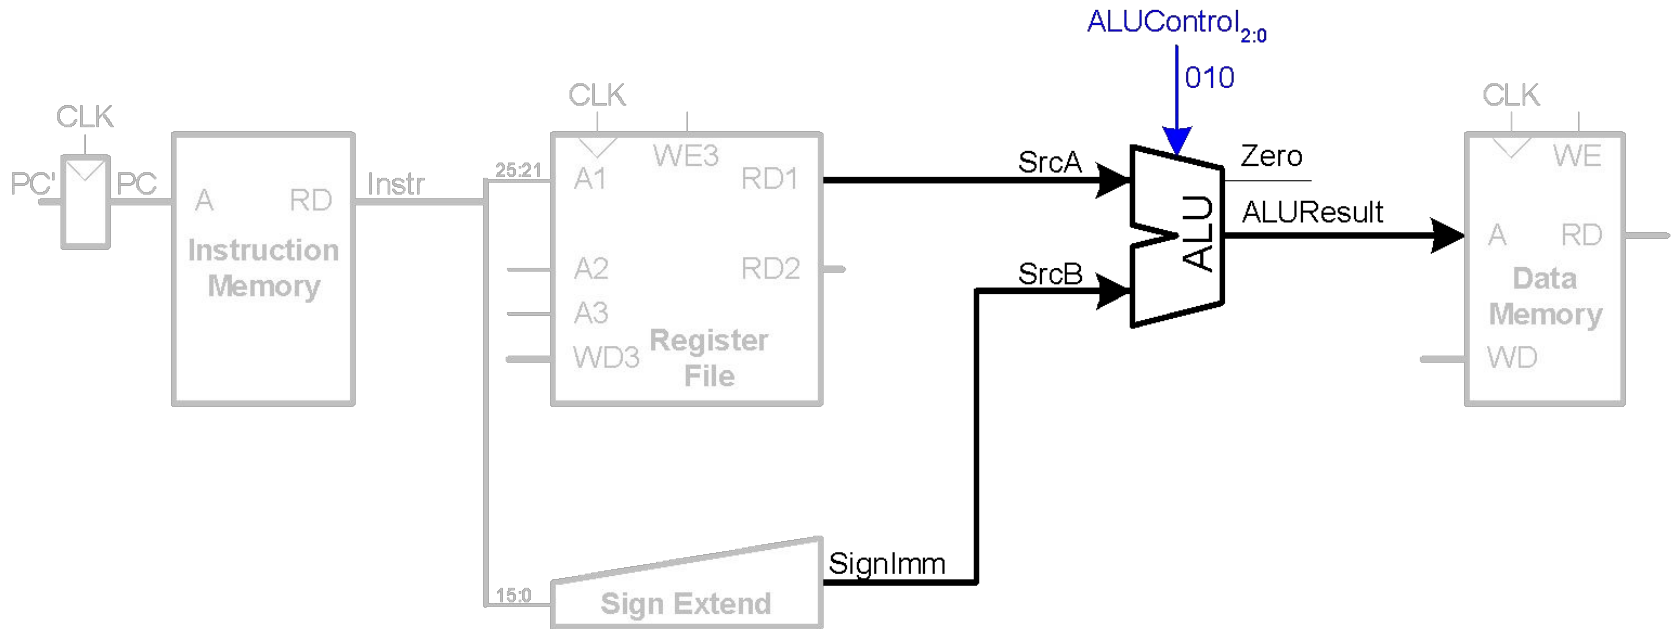 ALUControl2:0
010
CLK
CLK
CLK
PC'
PC
A
RD
Instruction
Memory
Instr
25:21
A1
WE3
RD1
A2
RD2
A3
WD3
Register
File
SrcA
SrcB
ALU
Zero
ALUResult
WE
A
RD
Data
Memory
WD
15:0
Sign Extend
SignImm